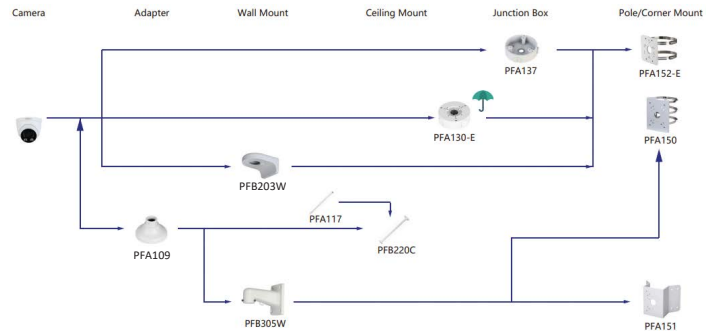 Camera
Adapter
Wall Mount
Ceiling Mount
Junction Box
Pole/Corner Mount
PFA137
PFA152-E
PFA130-E
PFA150
PFB203W
PFA117
PFB220C
PFA109
PFB305W
PFA151